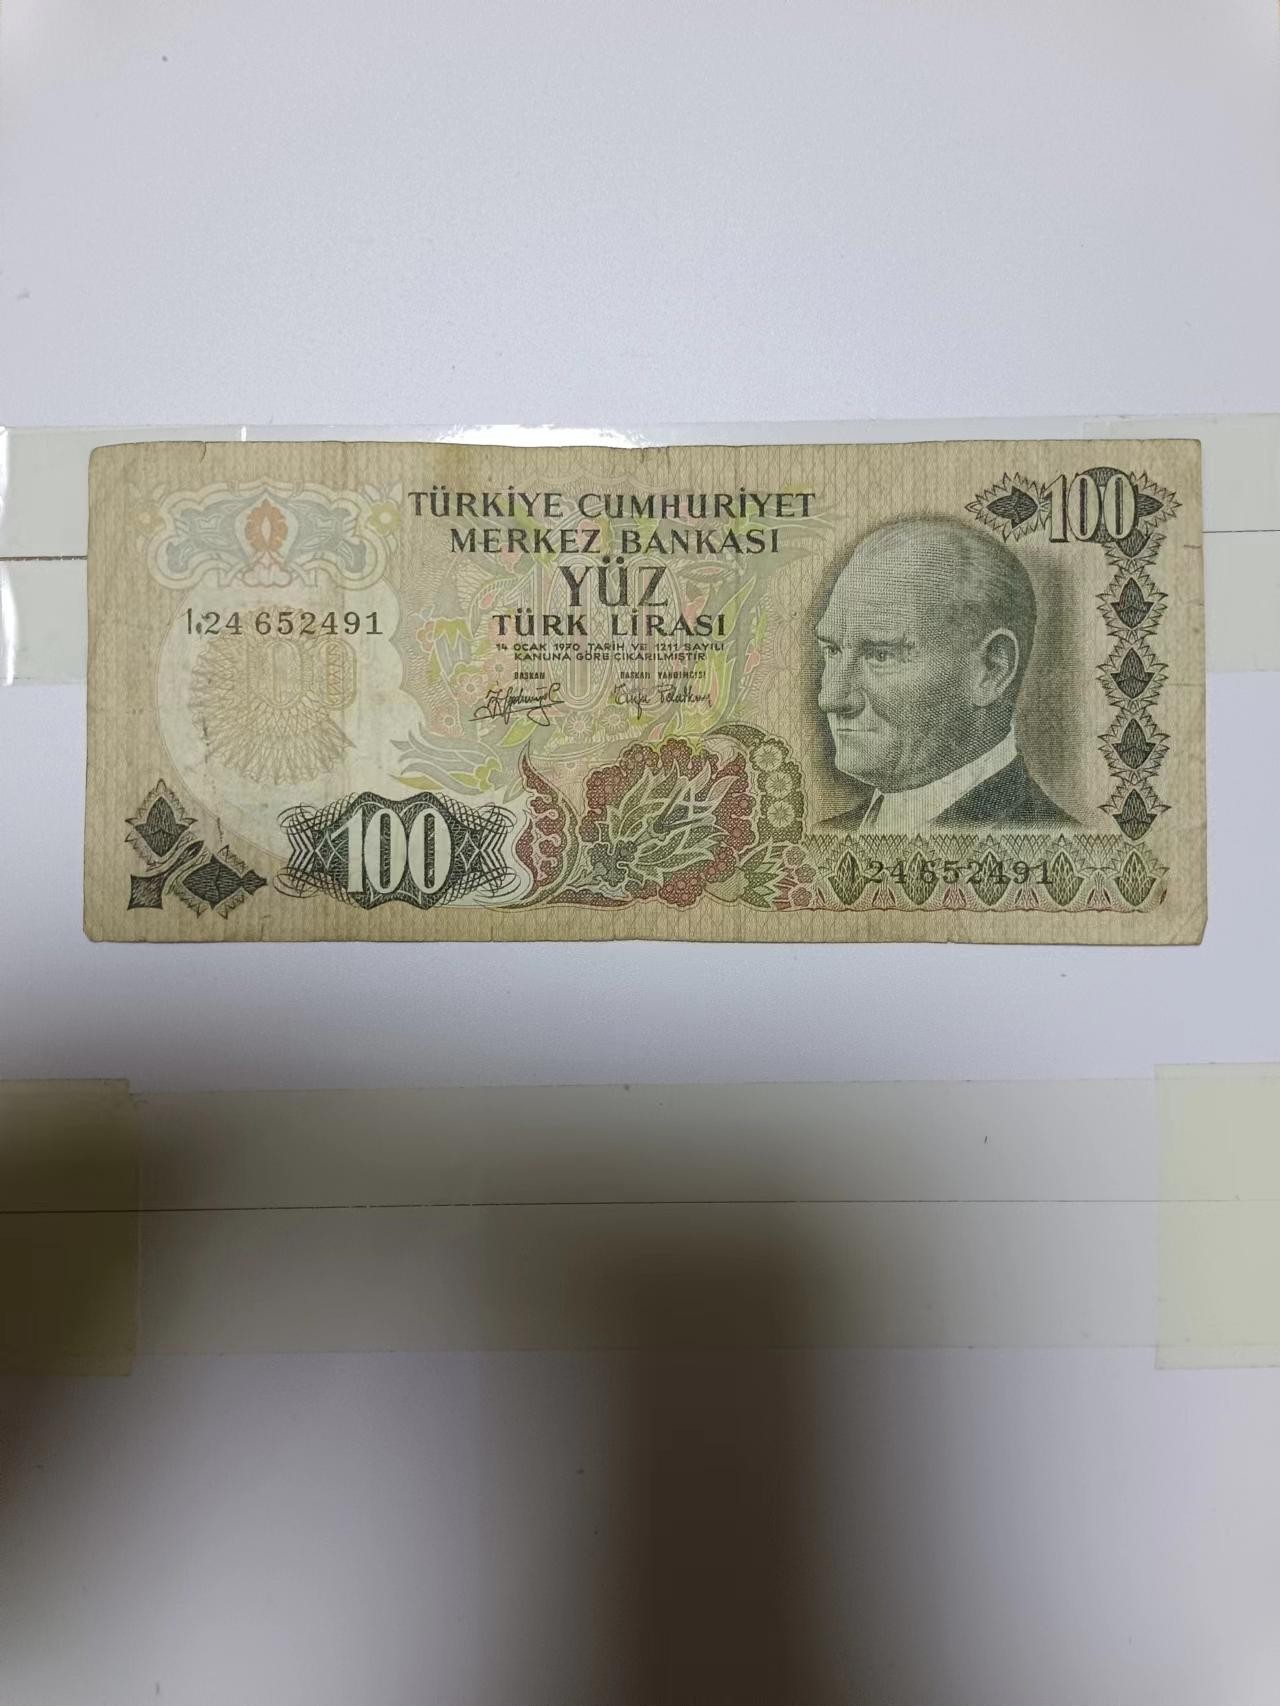 TÜRKİYE CUMHURİYET
MERKEZ BANKASI
100
YÜZ
TÜRK LİRASI
I.24 652491
14 OCAK 1970 TARİH VE 1211 SAYILI
KANUNA GÖRE ÇIKARILMIŞTIR
BAŞKAN BAŞKAN YARDIMCISI
100
I 24 652491